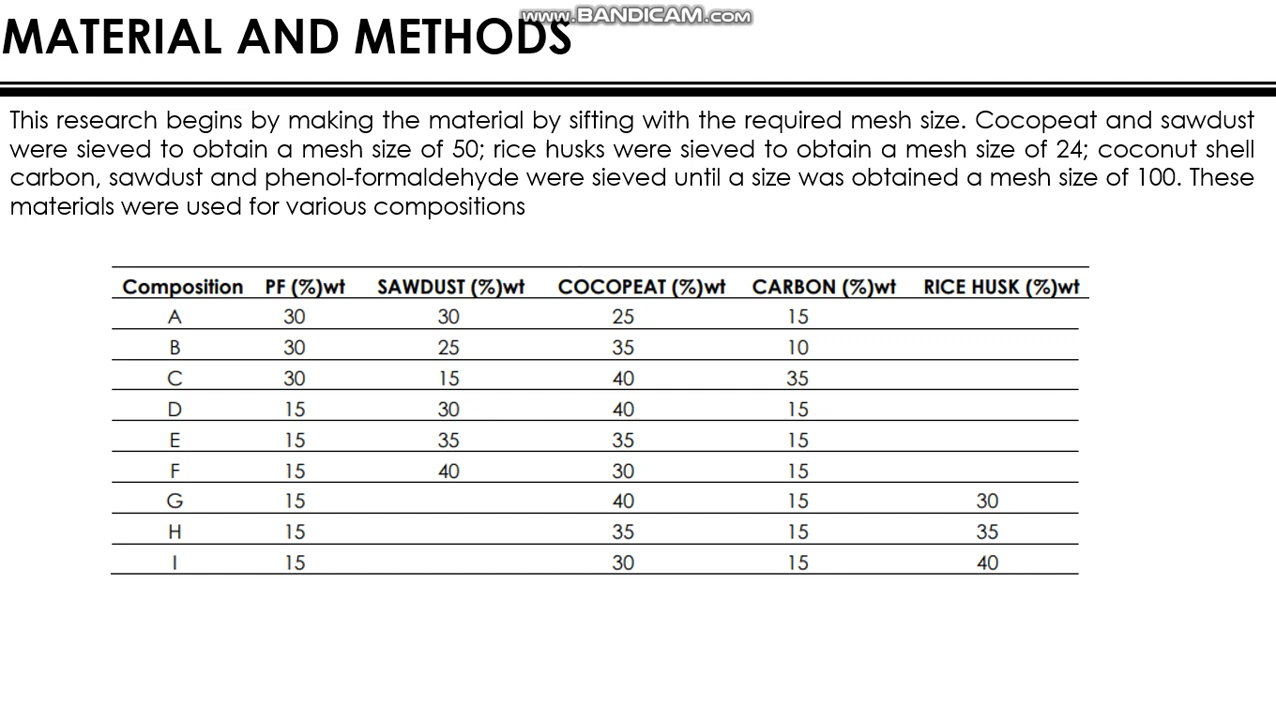 www.BANDICAM.com
MATERIAL AND METHODS
This research begins by making the material by sifting with the required mesh size. Cocopeat and sawdust
were sieved to obtain a mesh size of 50; rice husks were sieved to obtain a mesh size of 24; coconut shell
carbon, sawdust and phenol-formaldehyde were sieved until a size was obtained a mesh size of 100. These
materials were used for various compositions
Composition PF (%)wt SAWDUST (%)wt COCOPEAT (%)wt CARBON (%)wt RICE HUSK (%)wt
A 30 30 25 15
B 30 25 35 10
C 30 15 40 35
D 15 30 40 15
E 15 35 35 15
F 15 40 30 15
G 15 40 15 30
H 15 35 15 35
I 15 30 15 40